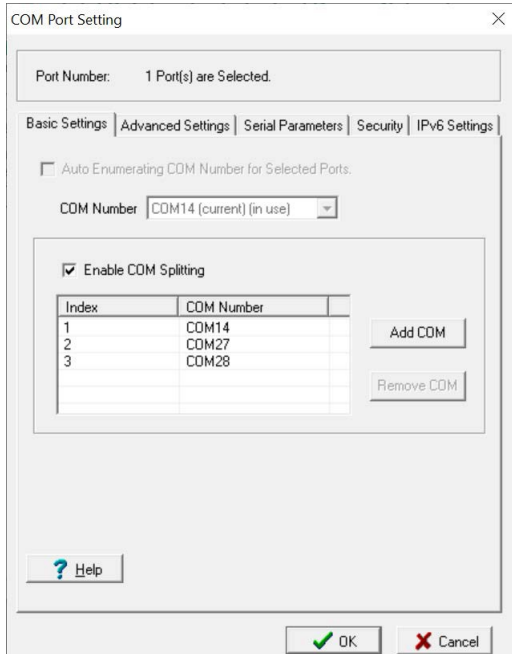 COM Port Setting
Port Number: 1 Port(s) are Selected.
Basic Settings Advanced Settings Serial Parameters Security IPv6 Settings
Auto Enumerating COM Number for Selected Ports.
COM Number COM14 (current) (in use)
Enable COM Splitting
Index COM Number
1 COM14
2 COM27
3 COM28
Add COM
Remove COM
? Help
OK Cancel